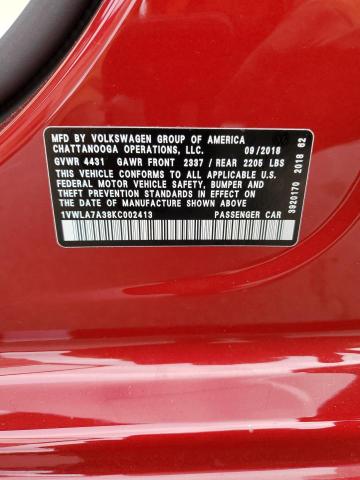 MFD BY VOLKSWAGEN GROUP OF AMERICA
CHATTANOOGA OPERATIONS, LLC. 09/2018
GVWR 4431 GAWR FRONT 2337 / REAR 2205 LBS
THIS VEHICLE CONFORMS TO ALL APPLICABLE U.S.
FEDERAL MOTOR VEHICLE SAFETY, BUMPER AND
THEFT PREVENTION STANDARDS IN EFFECT ON THE
DATE OF MANUFACTURE SHOWN ABOVE
1VWLA7A38KC002413 PASSENGER CAR
3920170 2018 62